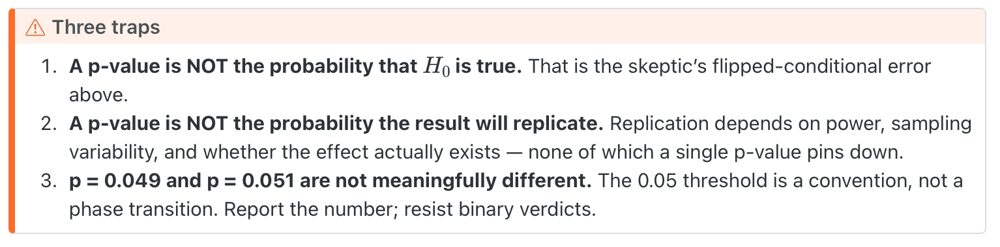 Three traps
1. A p-value is NOT the probability that H₀ is true. That is the skeptic’s flipped-conditional error
above.
2. A p-value is NOT the probability the result will replicate. Replication depends on power, sampling
variability, and whether the effect actually exists — none of which a single p-value pins down.
3. p = 0.049 and p = 0.051 are not meaningfully different. The 0.05 threshold is a convention, not a
phase transition. Report the number; resist binary verdicts.